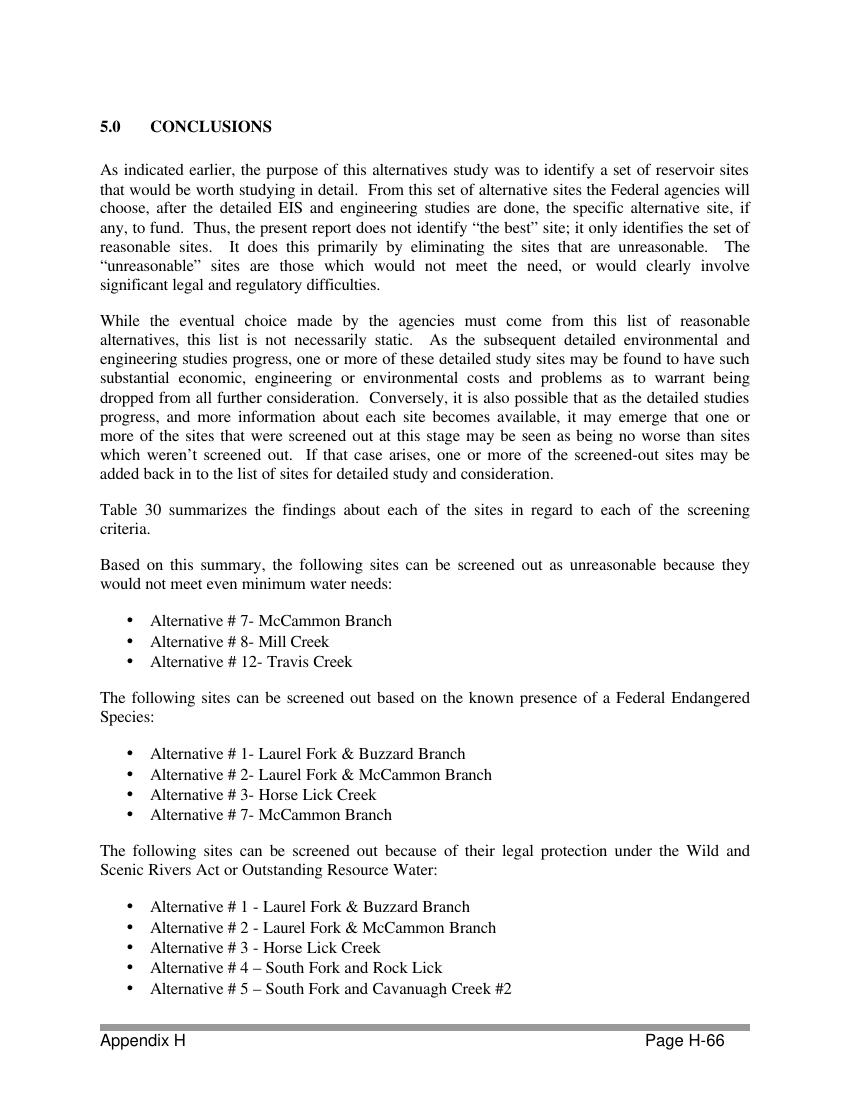 5.0 CONCLUSIONS
As indicated earlier, the purpose of this alternatives study was to identify a set of reservoir sites
that would be worth studying in detail. From this set of alternative sites the Federal agencies will
choose, after the detailed EIS and engineering studies are done, the specific alternative site, if
any, to fund. Thus, the present report does not identify “the best” site; it only identifies the set of
reasonable sites. It does this primarily by eliminating the sites that are unreasonable. The
“unreasonable” sites are those which would not meet the need, or would clearly involve
significant legal and regulatory difficulties.
While the eventual choice made by the agencies must come from this list of reasonable
alternatives, this list is not necessarily static. As the subsequent detailed environmental and
engineering studies progress, one or more of these detailed study sites may be found to have such
substantial economic, engineering or environmental costs and problems as to warrant being
dropped from all further consideration. Conversely, it is also possible that as the detailed studies
progress, and more information about each site becomes available, it may emerge that one or
more of the sites that were screened out at this stage may be seen as being no worse than sites
which weren’t screened out. If that case arises, one or more of the screened-out sites may be
added back in to the list of sites for detailed study and consideration.
Table 30 summarizes the findings about each of the sites in regard to each of the screening
criteria.
Based on this summary, the following sites can be screened out as unreasonable because they
would not meet even minimum water needs:
• Alternative # 7- McCammon Branch
• Alternative # 8- Mill Creek
• Alternative # 12- Travis Creek
The following sites can be screened out based on the known presence of a Federal Endangered
Species:
• Alternative # 1- Laurel Fork & Buzzard Branch
• Alternative # 2- Laurel Fork & McCammon Branch
• Alternative # 3- Horse Lick Creek
• Alternative # 7- McCammon Branch
The following sites can be screened out because of their legal protection under the Wild and
Scenic Rivers Act or Outstanding Resource Water:
• Alternative # 1 - Laurel Fork & Buzzard Branch
• Alternative # 2 - Laurel Fork & McCammon Branch
• Alternative # 3 - Horse Lick Creek
• Alternative # 4 – South Fork and Rock Lick
• Alternative # 5 – South Fork and Cavanuagh Creek #2
Appendix H Page H-66